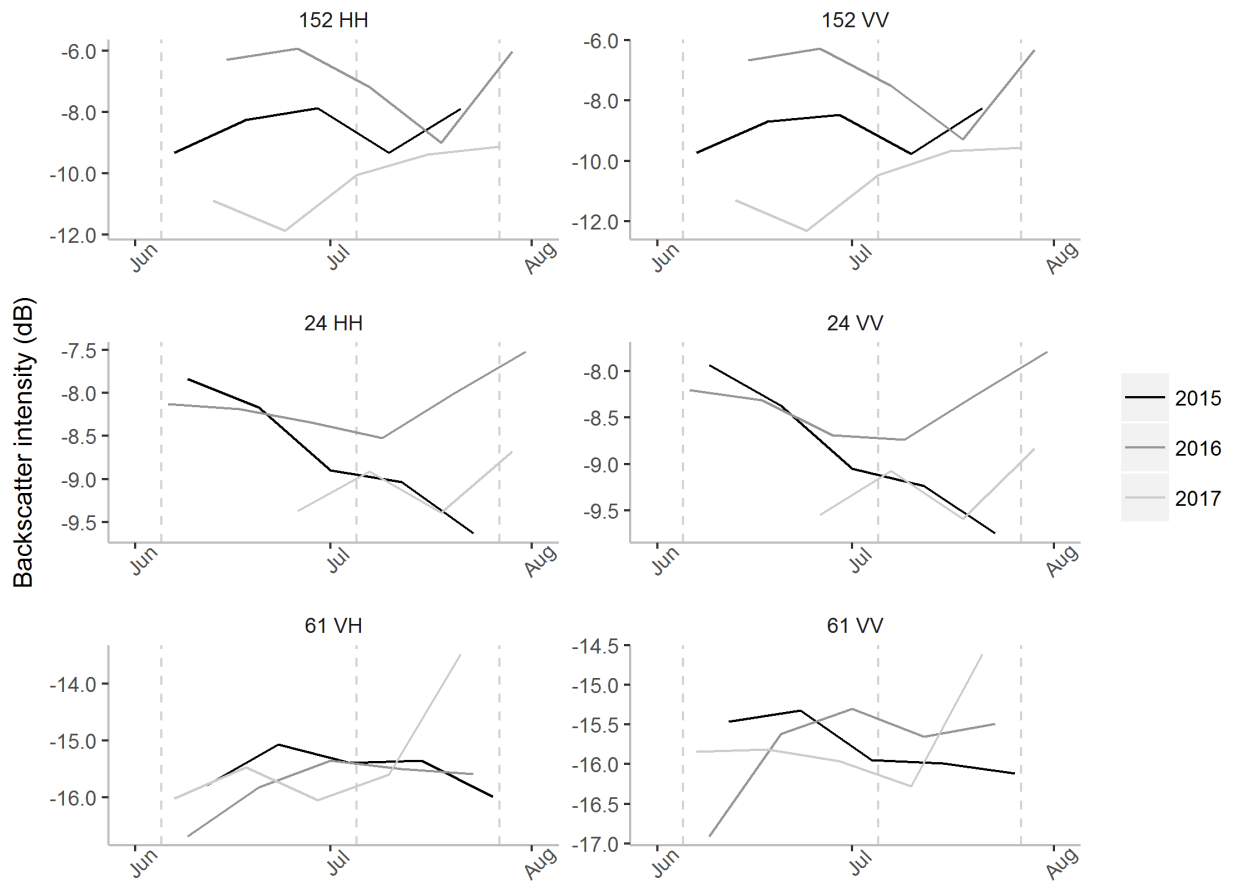 152 HH
152 VV
-6.0
-8.0
-10.0
-12.0
Jun
Jul
Aug
-6.0
-8.0
-10.0
-12.0
Jun
Jul
Aug
Backscatter intensity (dB)
24 HH
24 VV
-7.5
-8.0
-8.5
-9.0
-9.5
Jun
Jul
Aug
-8.0
-8.5
-9.0
-9.5
Jun
Jul
Aug
2015
2016
2017
61 VH
61 VV
-14.0
-15.0
-16.0
Jun
Jul
Aug
-14.5
-15.0
-15.5
-16.0
-16.5
-17.0
Jun
Jul
Aug